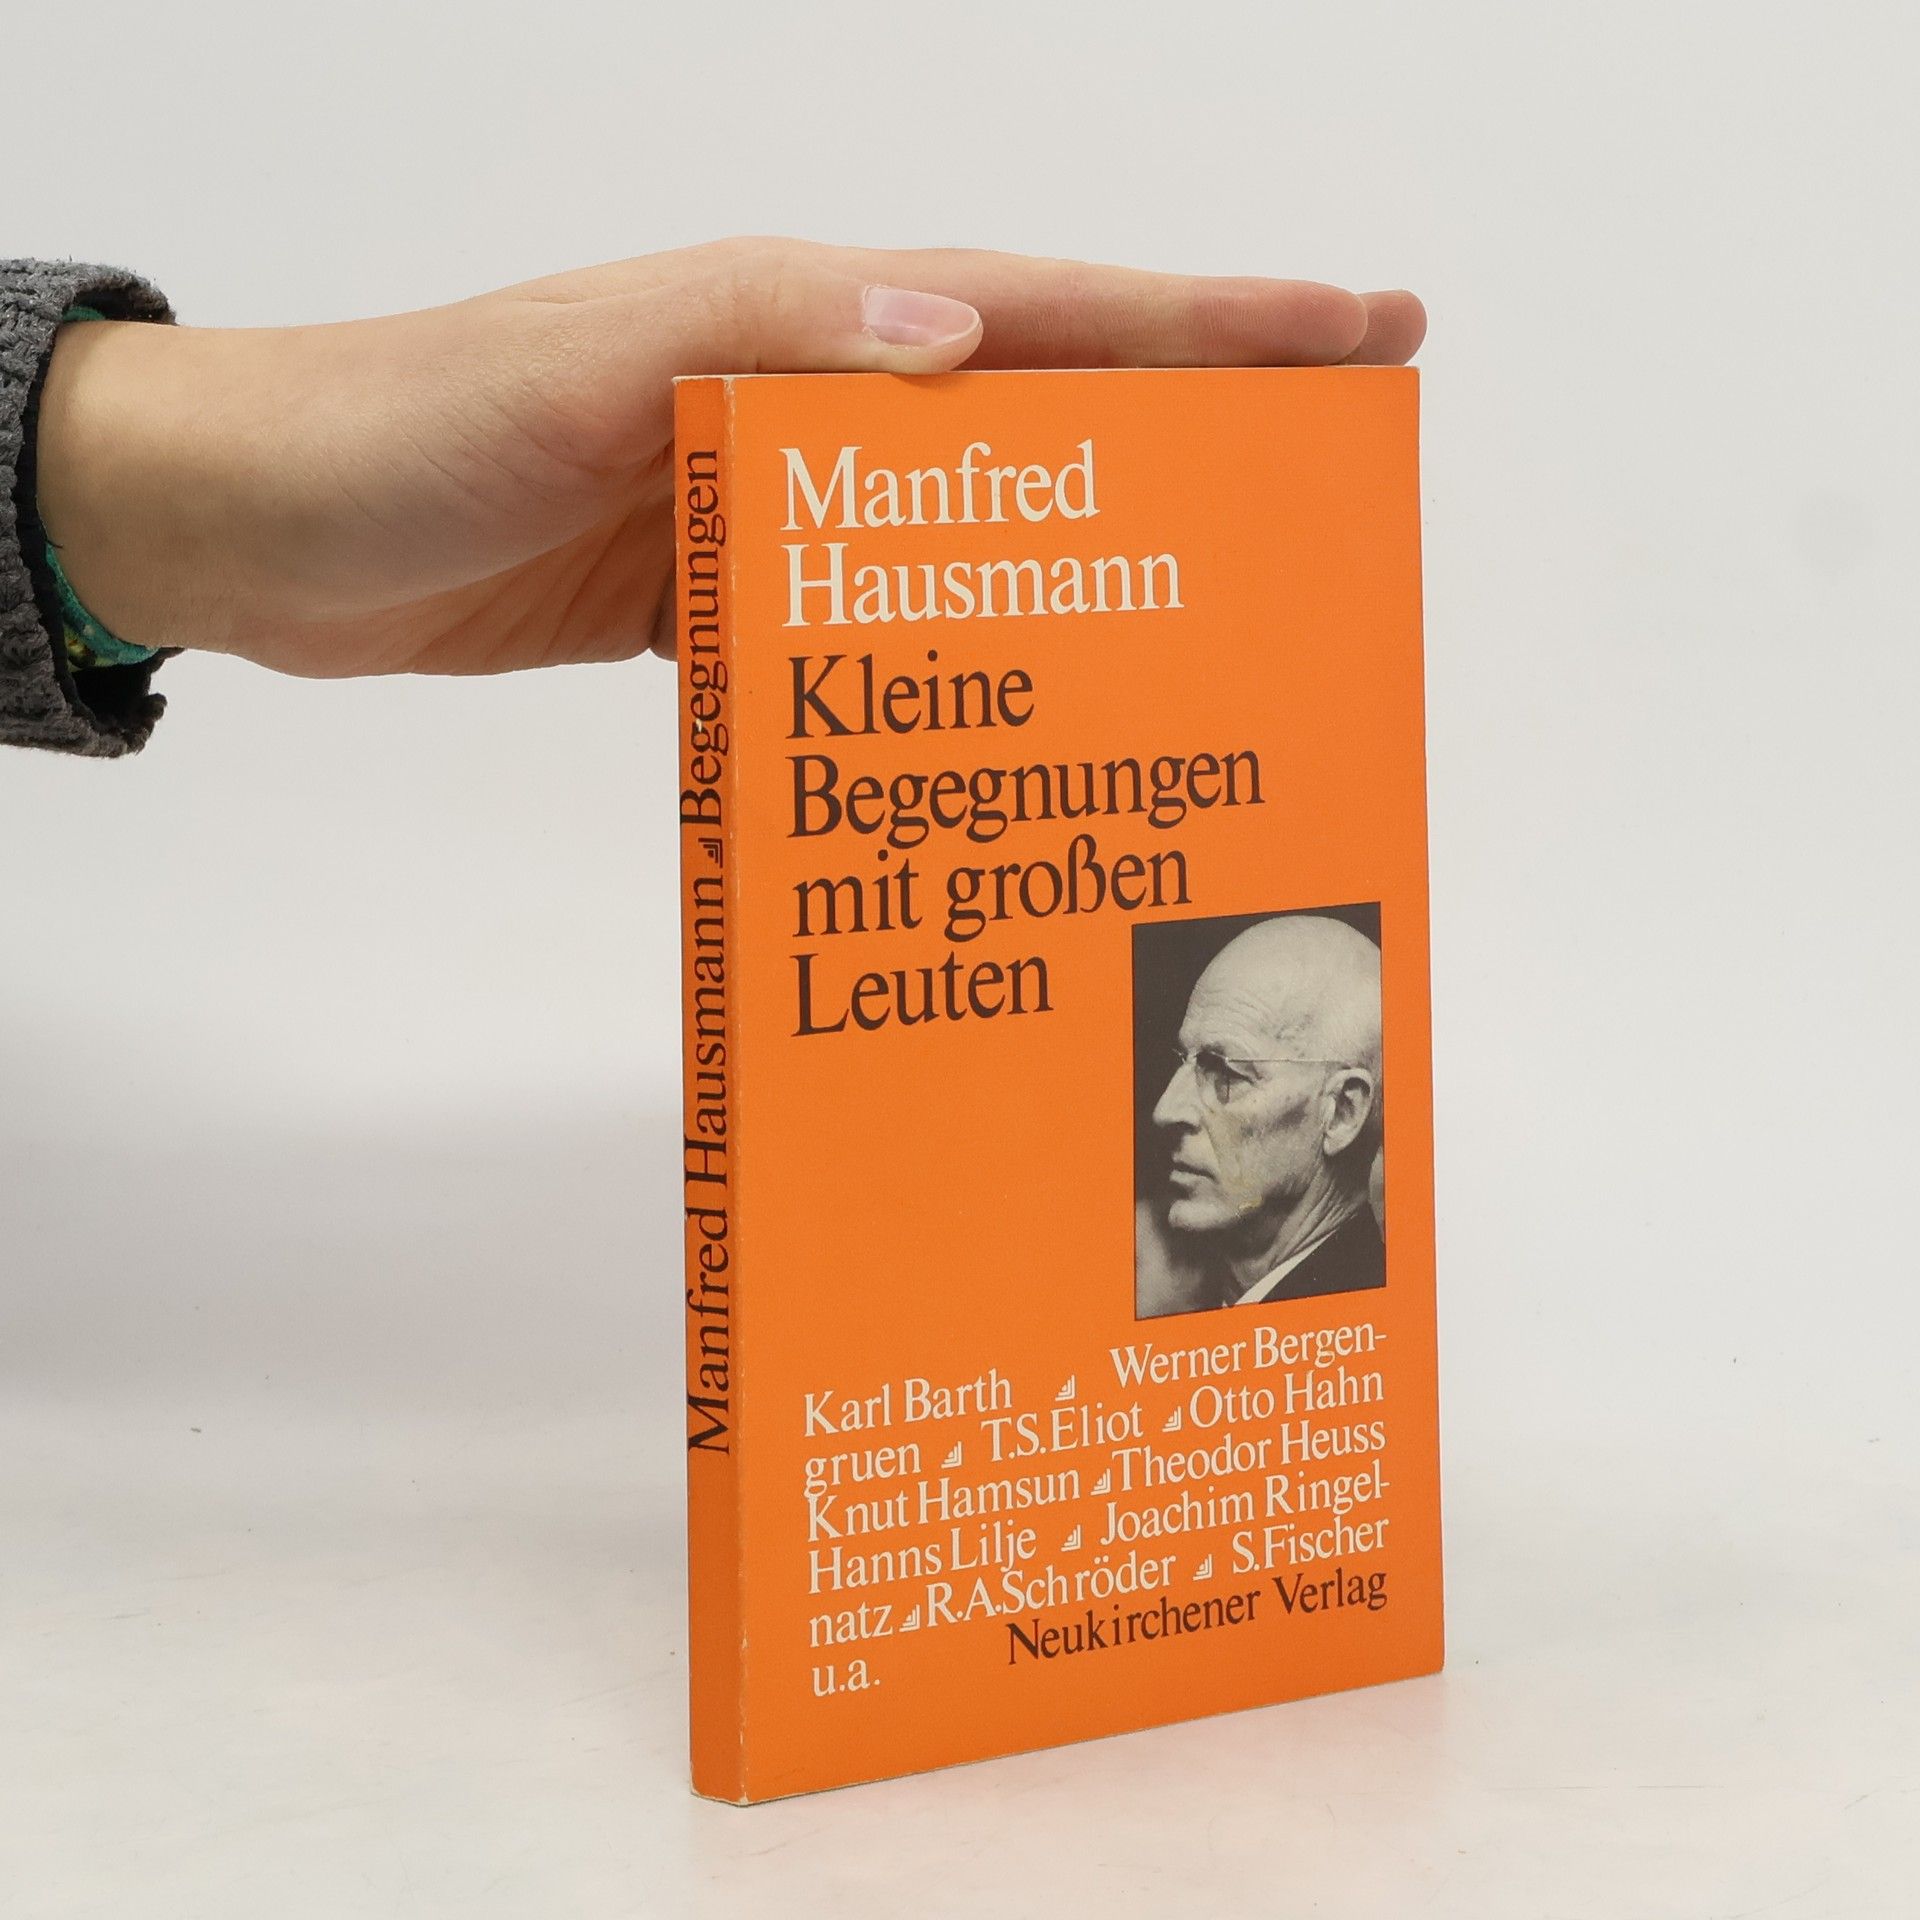 Manfred Hausmann Begegnungen
Manfred
Hausmann
Kleine
Begegnungen
mit großen
Leuten
Karl Barth Werner Bergen-
gruen T.S.Eliot Otto Hahn
Knut Hamsun Theodor Heuss
Hanns Lilje Joachim Ringel-
natz R.A.Schröder S.Fischer
u.a. Neukirchener Verlag